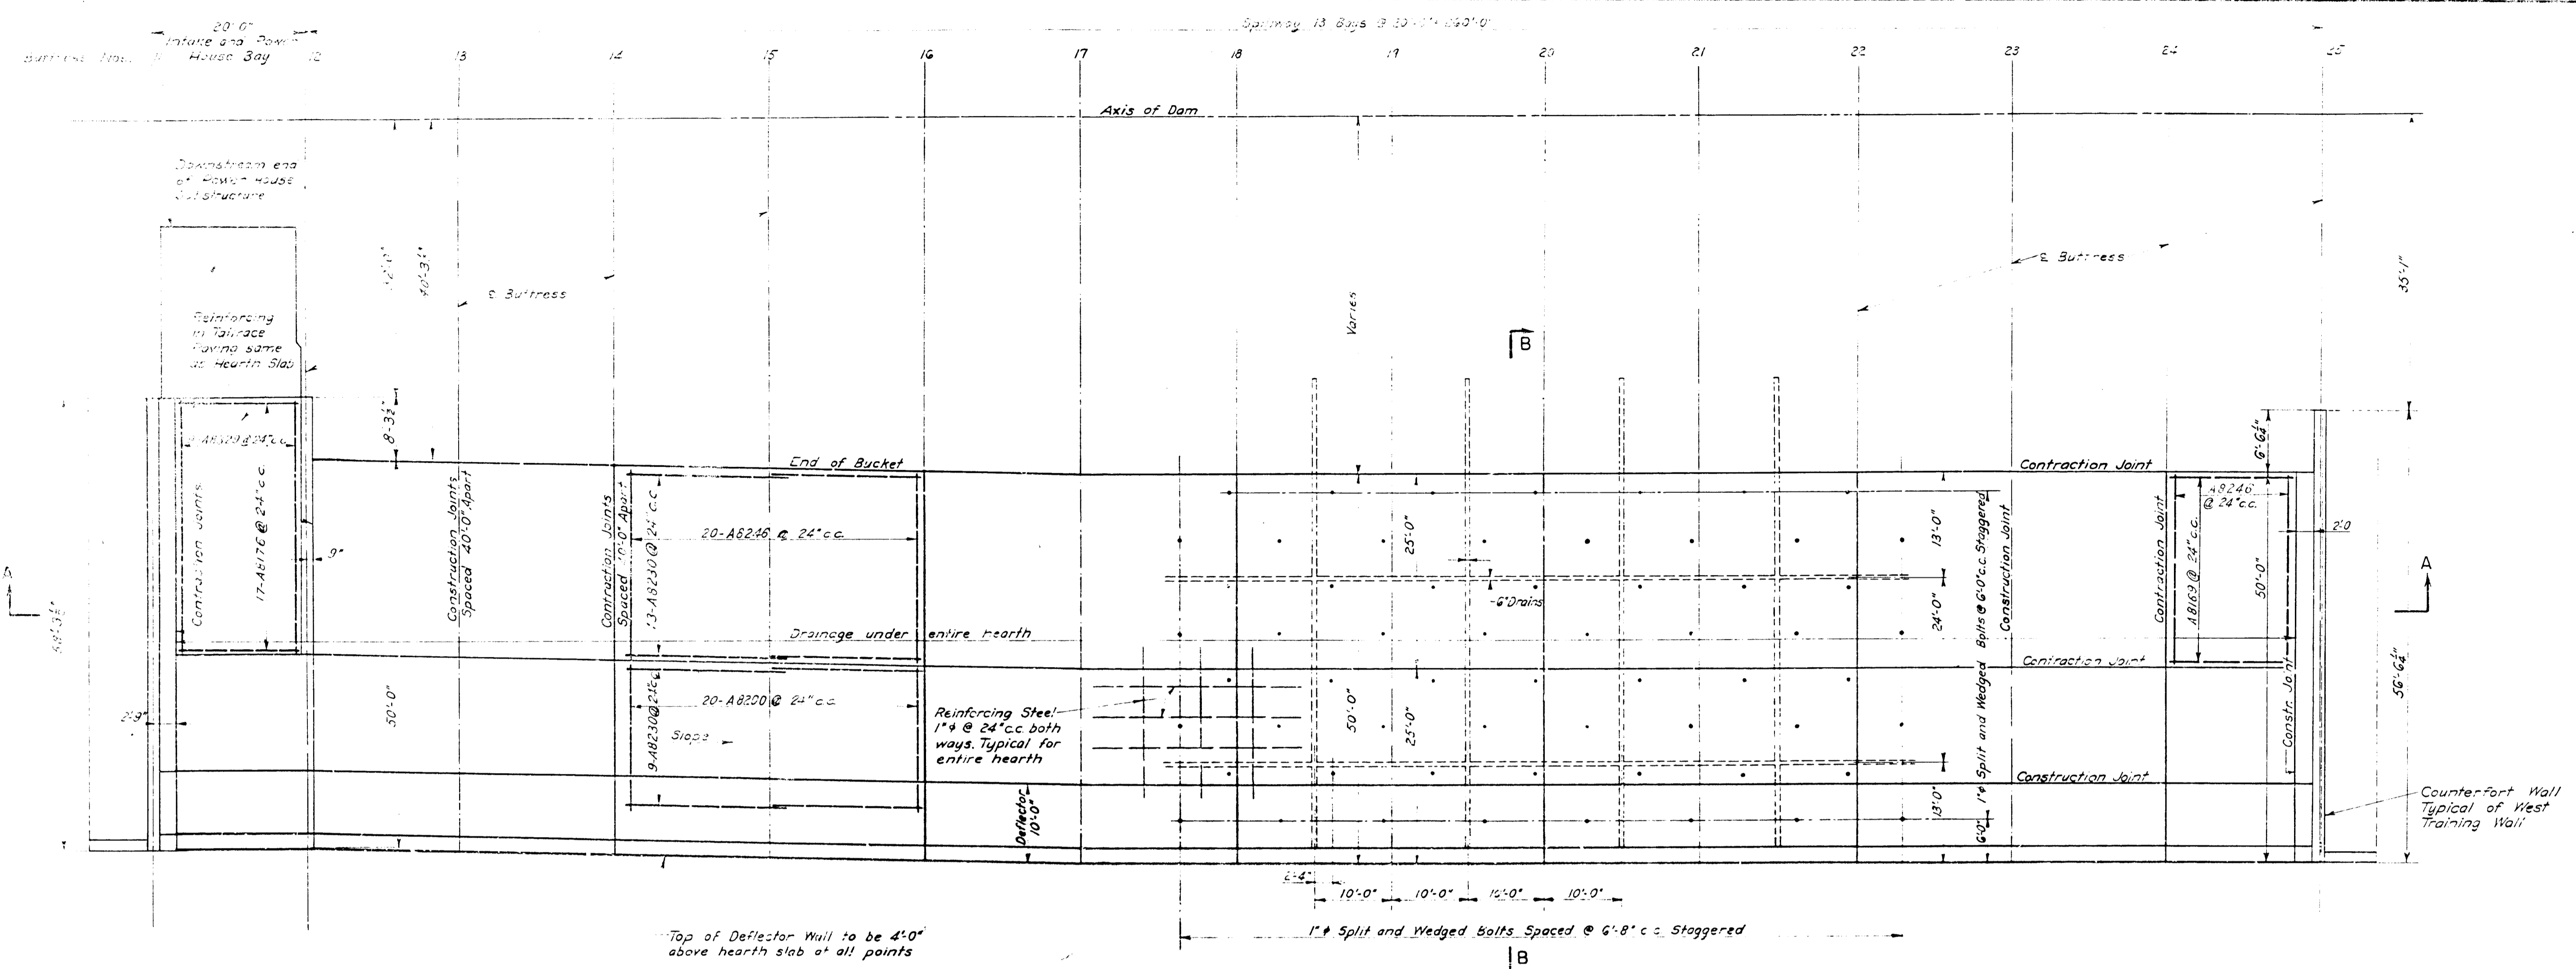 20'-0"
Intake and Power
House Bay
Spillway 13 Bays @ 20'-0" = 260'-0"
12 13 14 15 16 17 18 19 20 21 22 23 24 25
Axis of Dam
Downstream end
of Power House
Substructure
Reinforcing
in Tailrace
Paving same
as Hearth Slab
40'-3½"
℄ Buttress
Varies
B
℄ Buttress
35'-1"
8'-3½"
9-A8329 @ 24" c.c.
17-A8176 @ 24" c.c.
Contraction Joints
9"
Construction Joints
Spaced 40'-0" Apart
Contraction Joints
Spaced Apart
End of Bucket
13-A8230 @ 24" c.c.
20-A8246 @ 24" c.c.
25'-0"
6" Drains
13'-0"
24'-0"
1"ϕ Split and Wedged Bolts @ 6'-0" c.c. Staggered
Construction Joint
Contraction Joint
Contraction Joint
A8246
@ 24" c.c.
A8169 @ 24" c.c.
6'-6¼"
50'-0"
2'-0
A
A
Drainage under entire hearth
Contraction Joint
Constr. Joint
56'-6¼"
2'-9"
50'-0"
9-A8230 @ 24" c.c.
20-A8200 @ 24" c.c.
Slope
Reinforcing Steel
1"ϕ @ 24" c.c. both
ways. Typical for
entire hearth
50'-0"
25'-0"
Deflector
10'-0"
13'-0"
6'-0"
Construction Joint
Counterfort Wall
Typical of West
Training Wall
2'-4"
10'-0" 10'-0" 10'-0" 10'-0"
Top of Deflector Wall to be 4'-0"
above hearth slab at all points
1"ϕ Split and Wedged Bolts Spaced @ 6'-8" c.c. Staggered
B